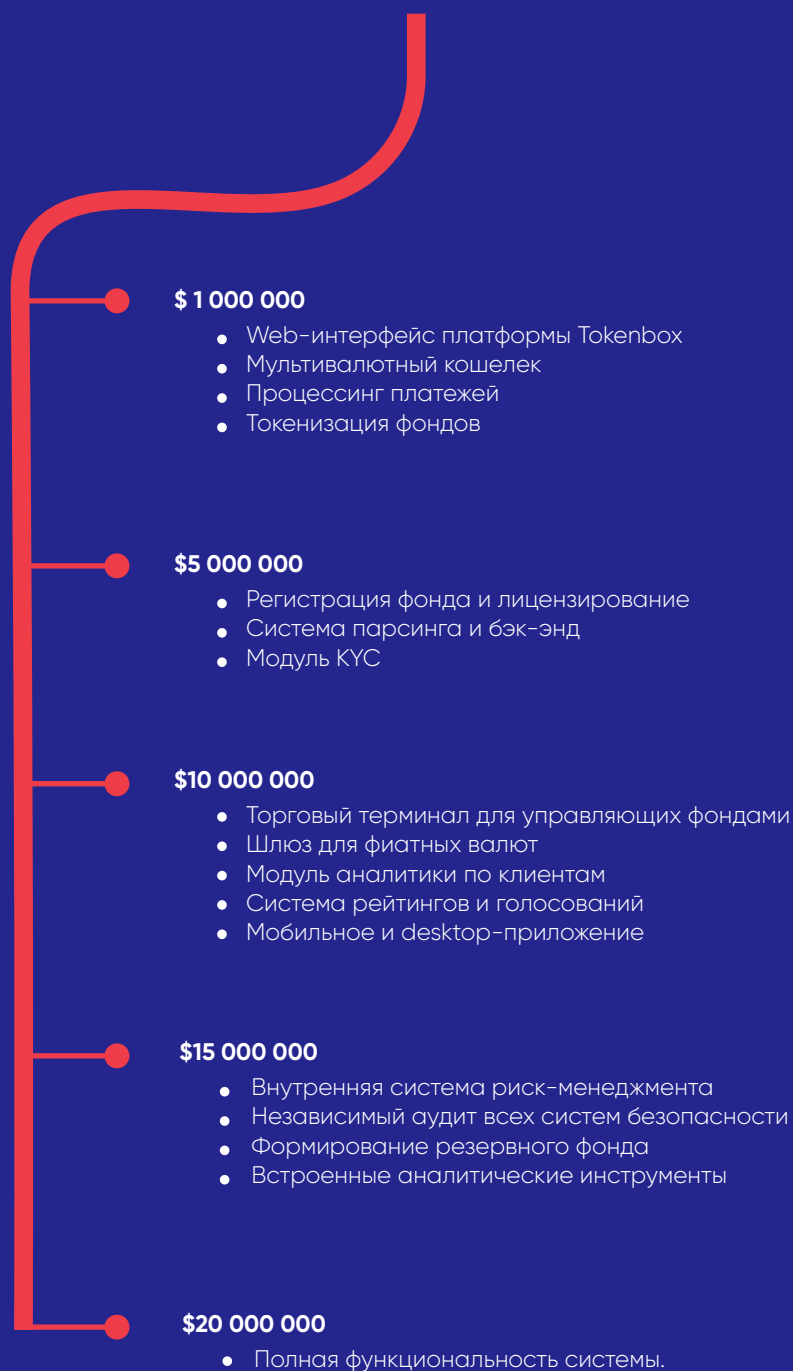 $ 1 000 000
Web-интерфейс платформы Tokenbox
Мультивалютный кошелек
Процессинг платежей
Токенизация фондов
$5 000 000
Регистрация фонда и лицензирование
Система парсинга и бэк-энд
Модуль KYC
$10 000 000
Торговый терминал для управляющих фондами
Шлюз для фиатных валют
Модуль аналитики по клиентам
Система рейтингов и голосований
Мобильное и desktop-приложение
$15 000 000
Внутренняя система риск-менеджмента
Независимый аудит всех систем безопасности
Формирование резервного фонда
Встроенные аналитические инструменты
$20 000 000
Полная функциональность системы.